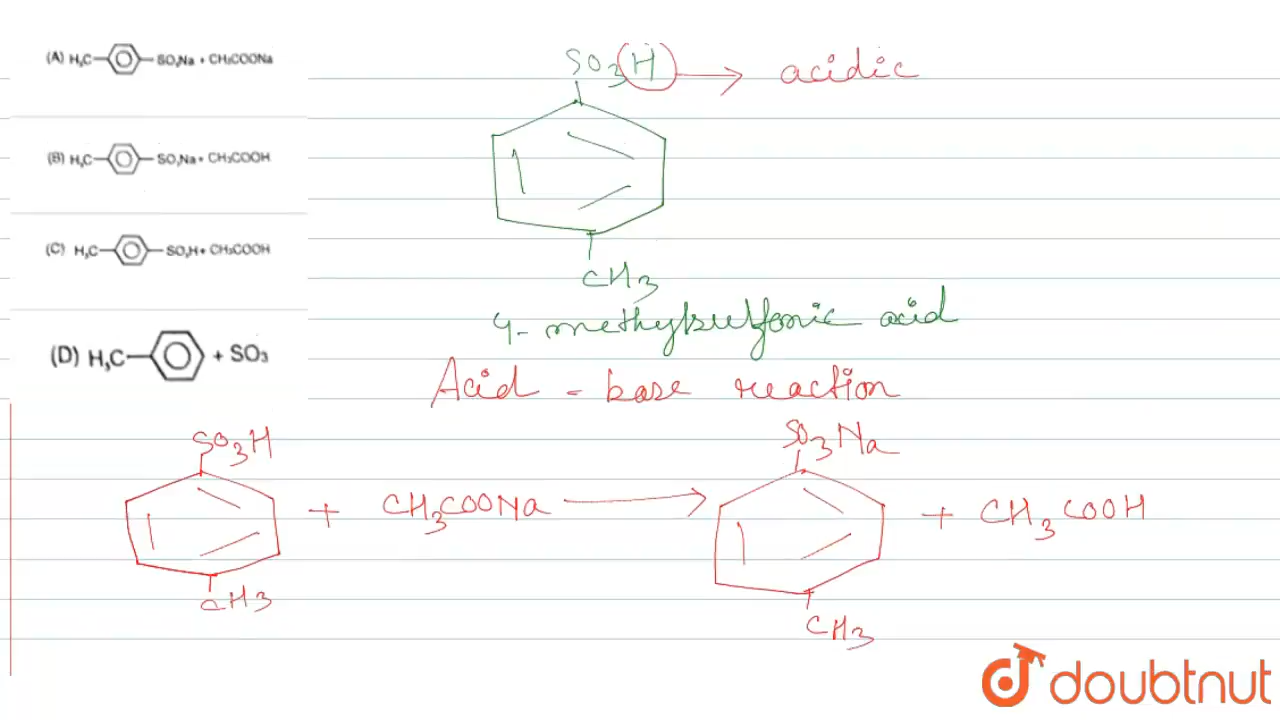 (A) H₃C SO₃Na + CH₃COONa
(B) H₃C SO₃Na + CH₃COOH
(C) H₃C SO₃H + CH₃COOH
(D) H₃C + SO₃
SO₃H → acidic
CH₃
4- methylsulfonic acid
Acid - base reaction
SO₃H
SO₃Na
+ CH₃COONa → + CH₃COOH
CH₃
CH₃
doubtnut